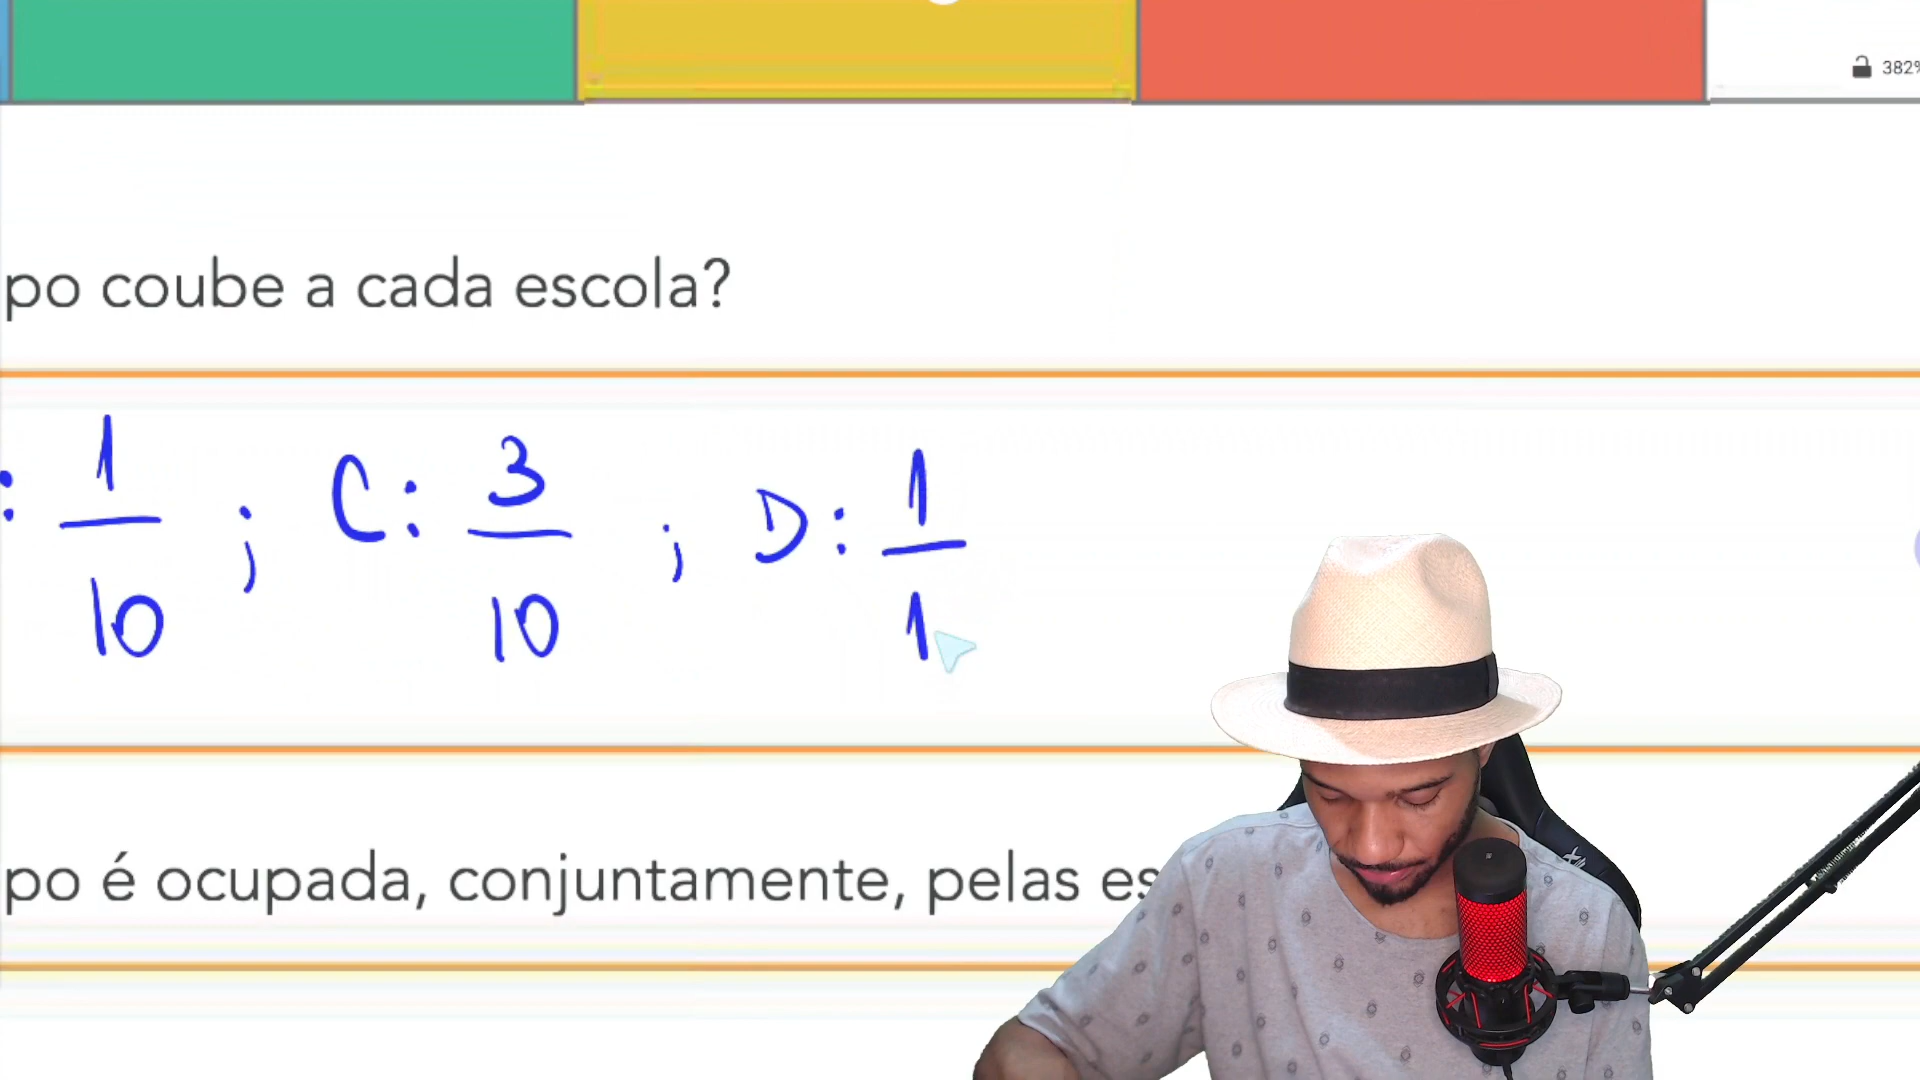 382%
po coube a cada escola?
: 1/10 ; C: 3/10 ; D: 1/1
po é ocupada, conjuntamente, pelas es